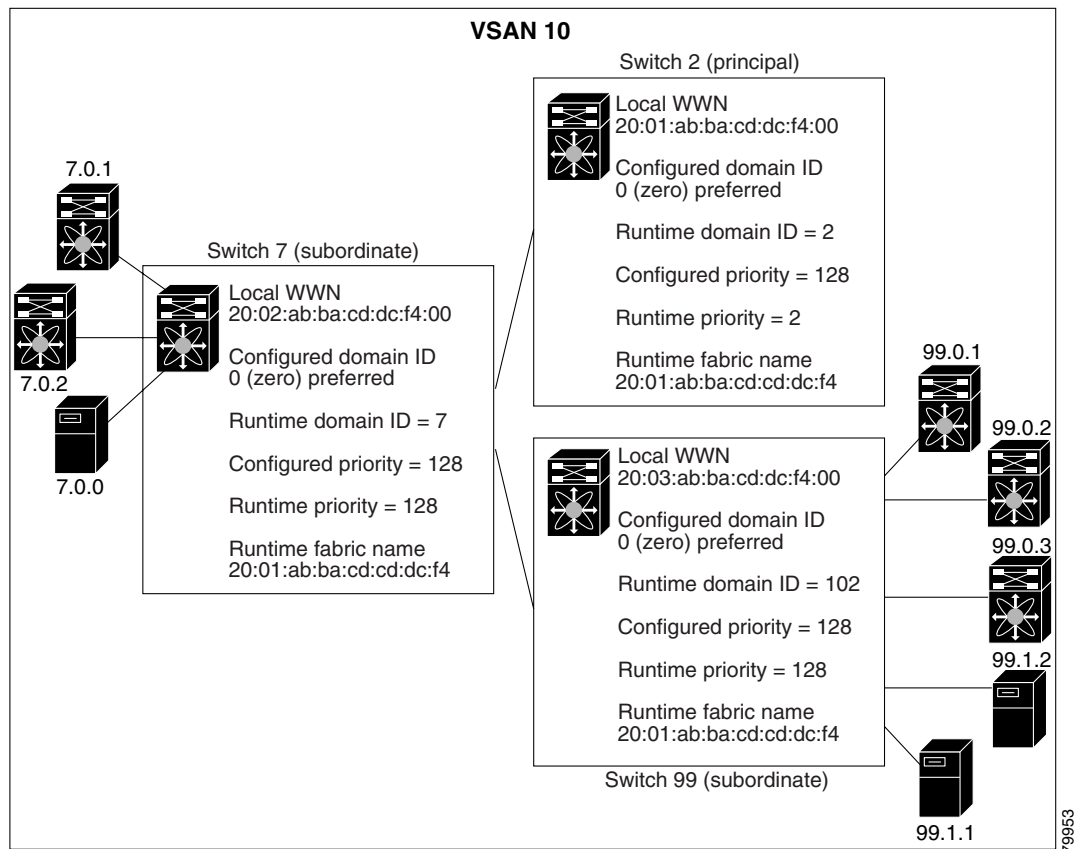 VSAN 10
Switch 2 (principal)
Local WWN
20:01:ab:ba:cd:dc:f4:00
Configured domain ID
0 (zero) preferred
Runtime domain ID = 2
Configured priority = 128
Runtime priority = 2
Runtime fabric name
20:01:ab:ba:cd:cd:dc:f4
7.0.1
7.0.2
7.0.0
Switch 7 (subordinate)
Local WWN
20:02:ab:ba:cd:dc:f4:00
Configured domain ID
0 (zero) preferred
Runtime domain ID = 7
Configured priority = 128
Runtime priority = 128
Runtime fabric name
20:01:ab:ba:cd:cd:dc:f4
Local WWN
20:03:ab:ba:cd:dc:f4:00
Configured domain ID
0 (zero) preferred
Runtime domain ID = 102
Configured priority = 128
Runtime priority = 128
Runtime fabric name
20:01:ab:ba:cd:cd:dc:f4
Switch 99 (subordinate)
99.0.1
99.0.2
99.0.3
99.1.2
99.1.1
79953